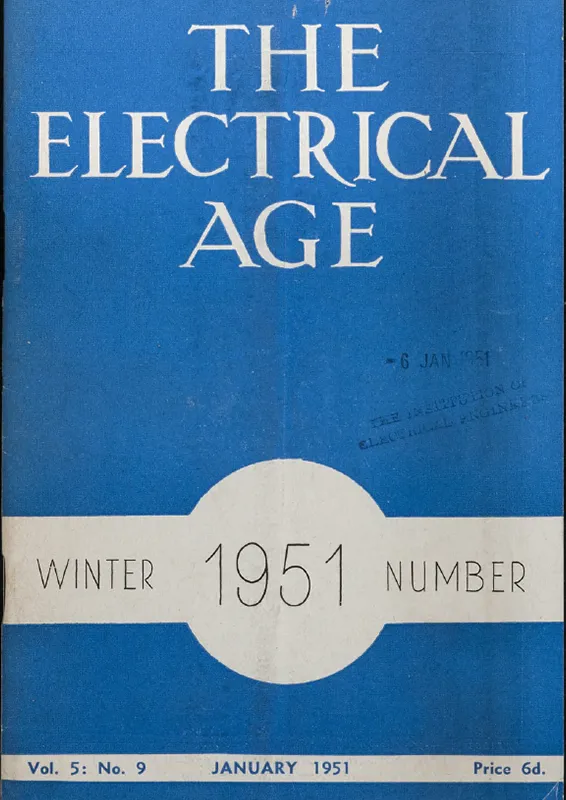 THE
ELECTRICAL
AGE
-6 JAN 1951
THE INSTITUTION OF
ELECTRICAL ENGINEERS
WINTER 1951 NUMBER
Vol. 5: No. 9 JANUARY 1951 Price 6d.